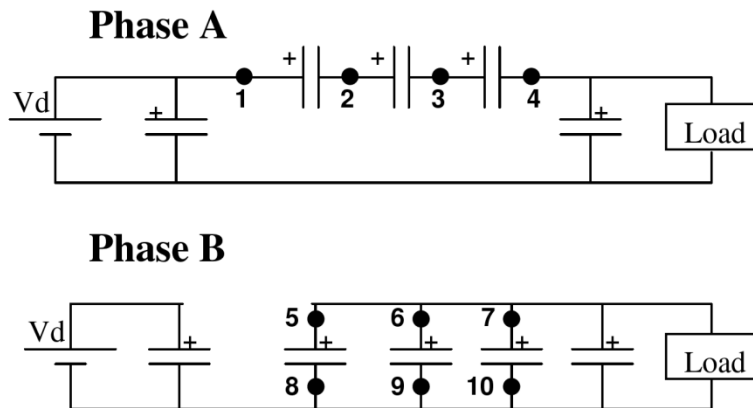 Phase A
+ + +
1 2 3 4
Vd + + Load
Phase B
5 6 7
Vd + + + + + Load
8 9 10